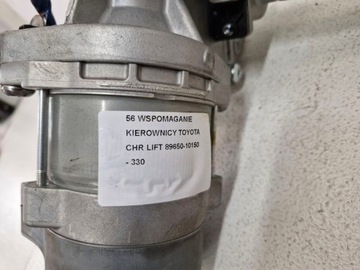 56 WSPOMAGANIE
KIEROWNICY TOYOTA
CHR LIFT 89650-10150
- 330